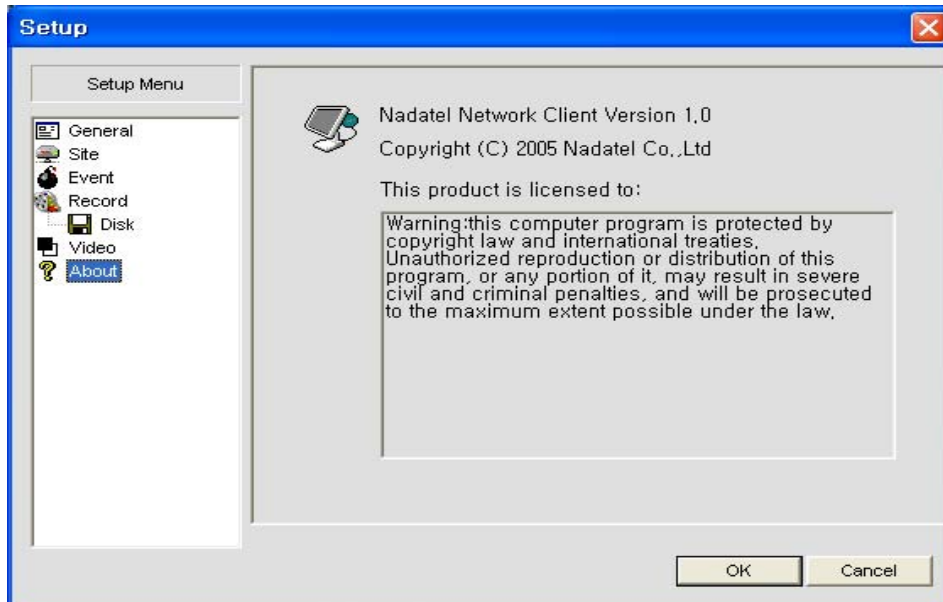 Setup
Setup Menu
General
Site
Event
Record
Disk
Video
About
Nadatel Network Client Version 1.0
Copyright (C) 2005 Nadatel Co.,Ltd
This product is licensed to:
Warning:this computer program is protected by
copyright law and international treaties.
Unauthorized reproduction or distribution of this
program, or any portion of it, may result in severe
civil and criminal penalties, and will be prosecuted
to the maximum extent possible under the law.
OK
Cancel